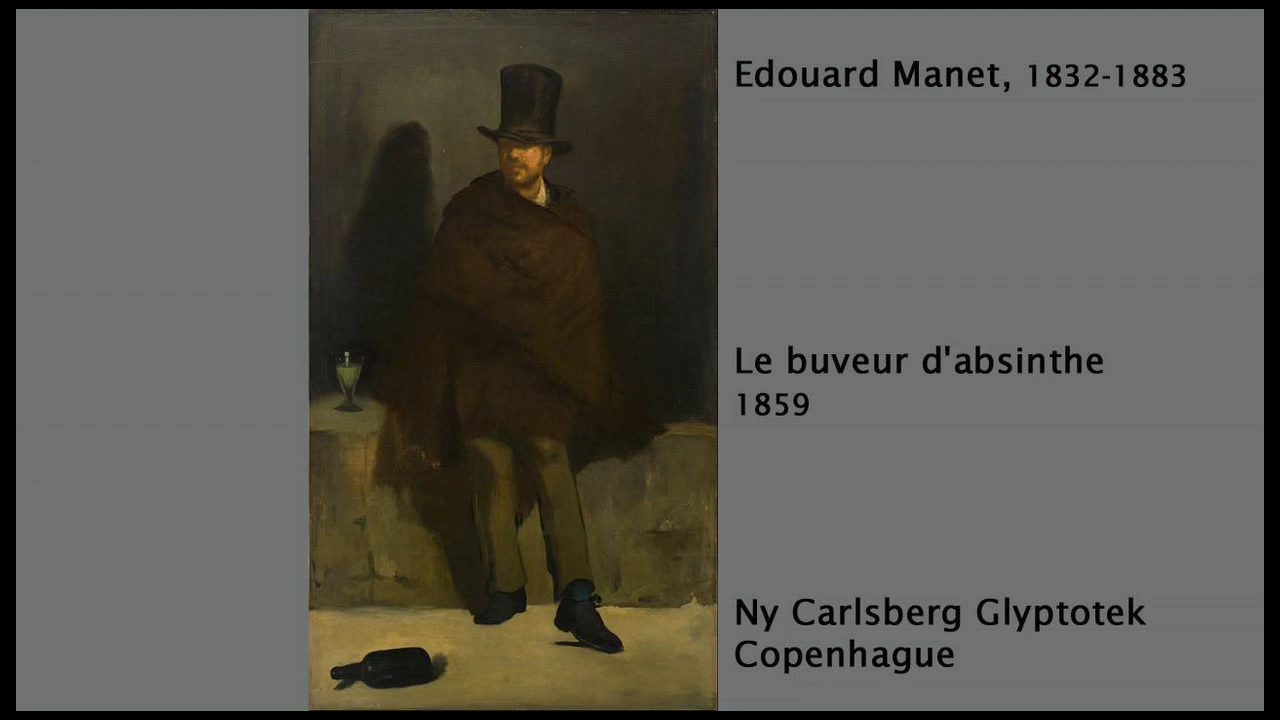 Edouard Manet, 1832-1883
Le buveur d'absinthe
1859
Ny Carlsberg Glyptotek
Copenhague